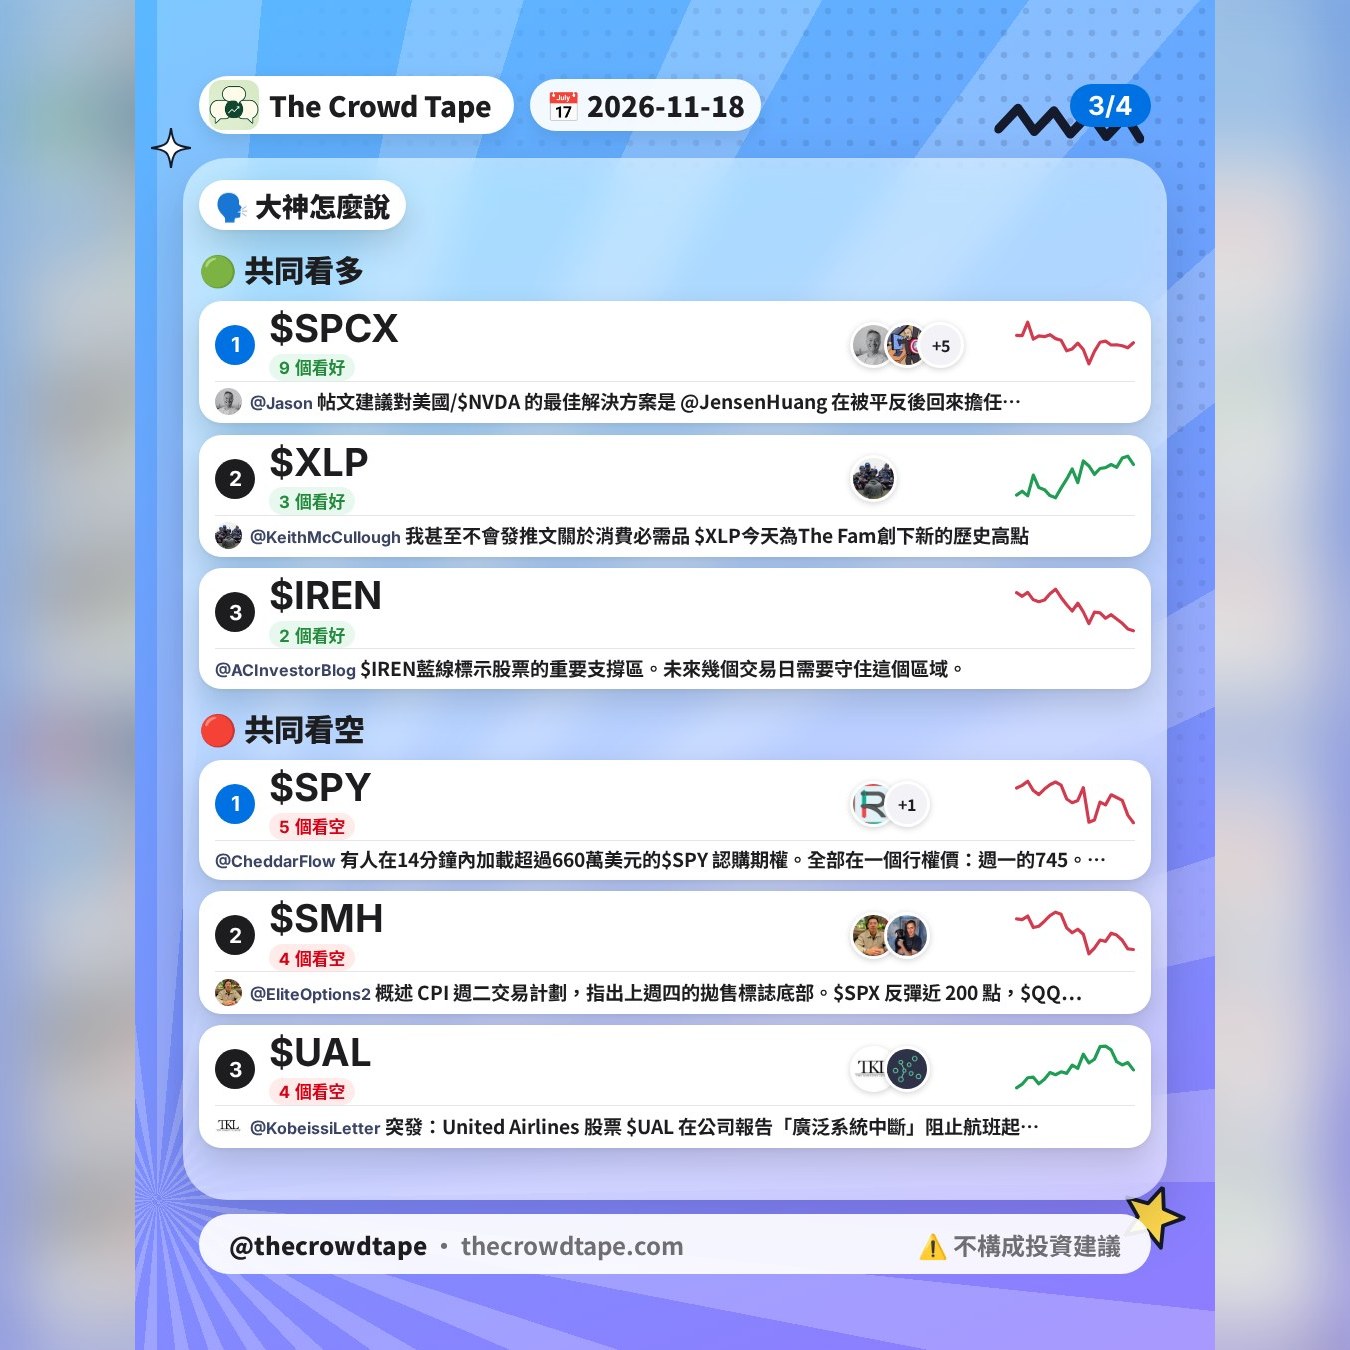 The Crowd Tape
2026-11-18
3/4
大神怎麼說
共同看多
1
$SPCX
9 個看好
+5
@Jason 帖文建議對美國/$NVDA 的最佳解決方案是 @JensenHuang 在被平反後回來擔任…
2
$XLP
3 個看好
@KeithMcCullough 我甚至不會發推文關於消費必需品 $XLP今天為The Fam創下新的歷史高點
3
$IREN
2 個看好
@ACInvestorBlog $IREN藍線標示股票的重要支撐區。未來幾個交易日需要守住這個區域。
共同看空
1
$SPY
5 個看空
+1
@CheddarFlow 有人在14分鐘內加載超過660萬美元的$SPY 認購期權。全部在一個行權價：週一的745。…
2
$SMH
4 個看空
@EliteOptions2 概述 CPI 週二交易計劃，指出上週四的拋售標誌底部。$SPX 反彈近 200 點，$QQ…
3
$UAL
4 個看空
TKL
@KobeissiLetter 突發：United Airlines 股票 $UAL 在公司報告「廣泛系統中斷」阻止航班起…
@thecrowdtape • thecrowdtape.com
不構成投資建議